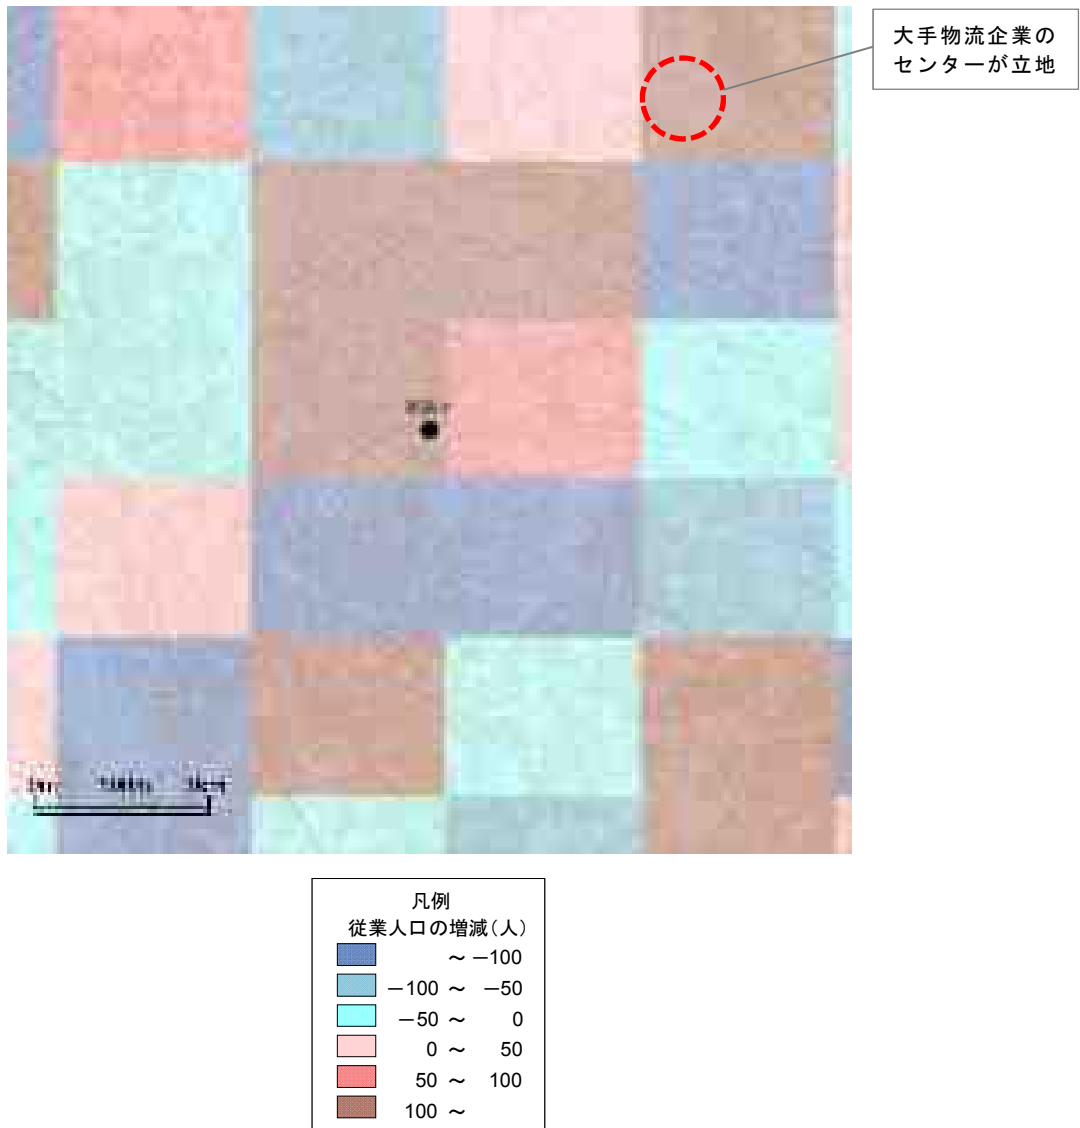 大手物流企業の
センターが立地
凡例
従業人口の増減（人）
～ －100
－100 ～ －50
－50 ～ 0
0 ～ 50
50 ～ 100
100 ～